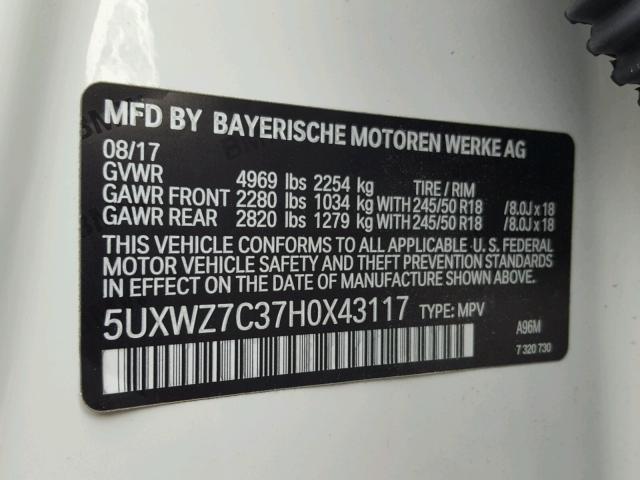 MFD BY BAYERISCHE MOTOREN WERKE AG
08/17
GVWR 4969 lbs 2254 kg TIRE / RIM
GAWR FRONT 2280 lbs 1034 kg WITH 245/50 R18 / 8.0J x 18
GAWR REAR 2820 lbs 1279 kg WITH 245/50 R18 / 8.0J x 18
THIS VEHICLE CONFORMS TO ALL APPLICABLE U. S. FEDERAL
MOTOR VEHICLE SAFETY AND THEFT PREVENTION STANDARDS
IN EFFECT ON THE DATE OF MANUFACTURE SHOWN ABOVE.
5UXWZ7C37H0X43117 TYPE: MPV
A96M
7 320 730